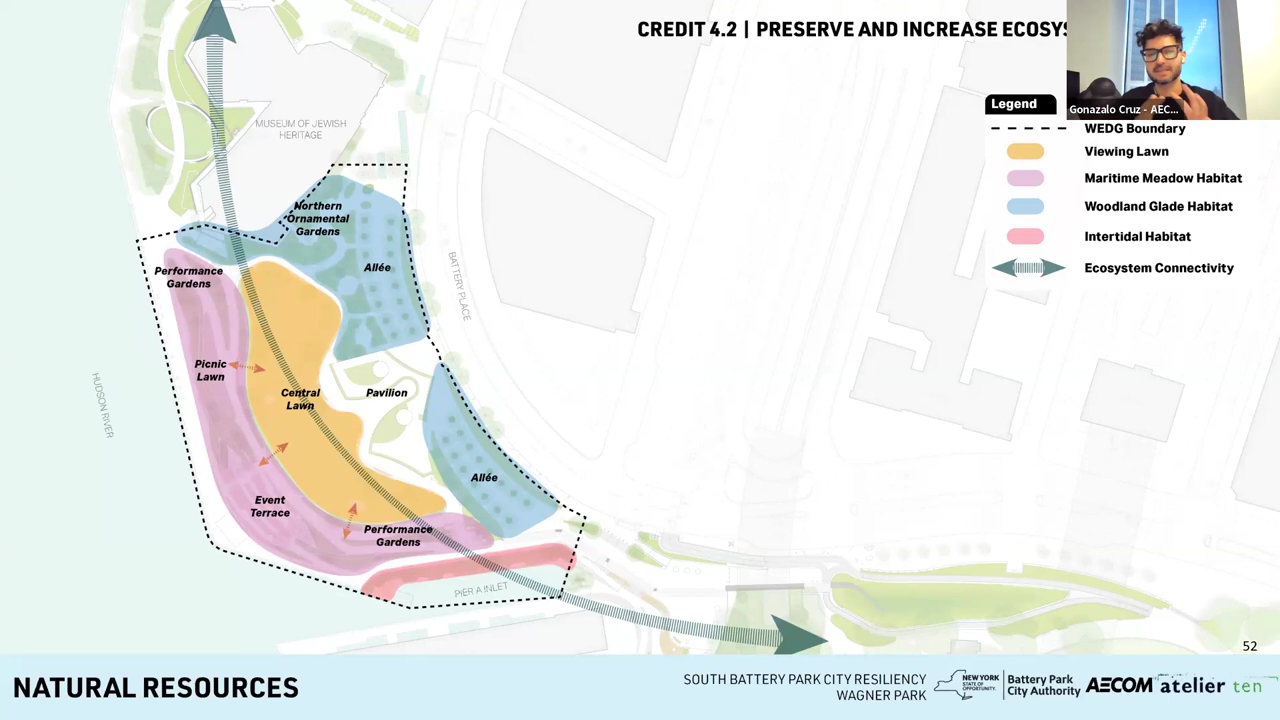 CREDIT 4.2 | PRESERVE AND INCREASE ECOSYS
Gonazalo Cruz - AEC...
Legend
WEDG Boundary
Viewing Lawn
Maritime Meadow Habitat
Woodland Glade Habitat
Intertidal Habitat
Ecosystem Connectivity
MUSEUM OF JEWISH
HERITAGE
Northern
Ornamental
Gardens
Allée
Performance
Gardens
BATTERY PLACE
Picnic
Lawn
Central
Lawn
Pavilion
HUDSON RIVER
Allée
Event
Terrace
Performance
Gardens
PIER A INLET
52
NATURAL RESOURCES
SOUTH BATTERY PARK CITY RESILIENCY
WAGNER PARK
NEW YORK
STATE OF
OPPORTUNITY.
Battery Park
City Authority
AECOM
atelier ten